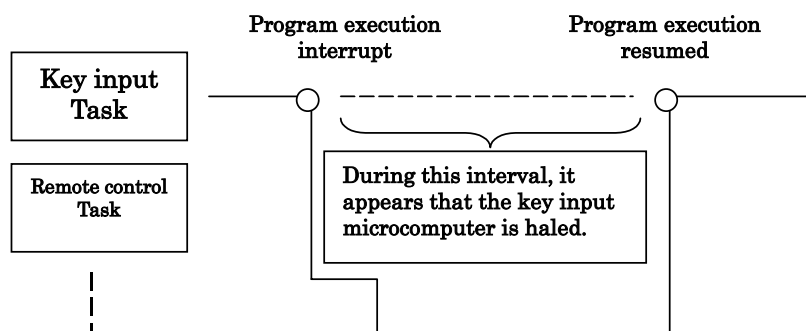 Program execution
interrupt
Program execution
resumed
Key input
Task
Remote control
Task
During this interval, it
appears that the key input
microcomputer is haled.